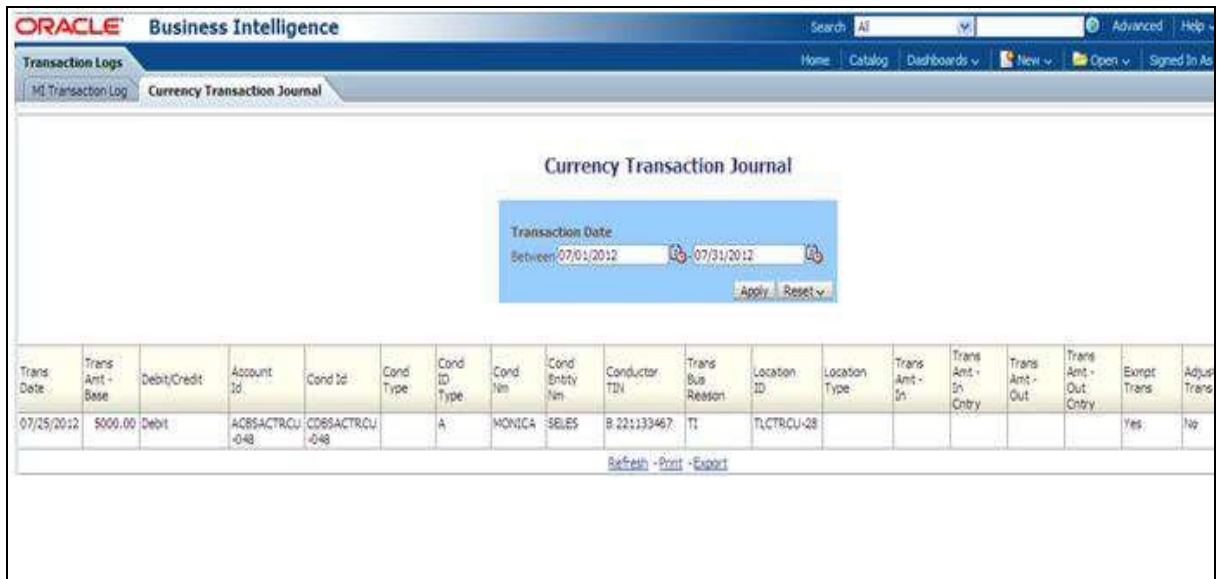 ORACLE Business Intelligence Search All Advanced Help
Transaction Logs Home Catalog Dashboards New Open Signed In As
MI Transaction Log Currency Transaction Journal
Currency Transaction Journal
Transaction Date
Between 07/01/2012 - 07/31/2012
Apply Reset
Trans Date Trans Amt - Base Debit/Credit Account Id Cond Id Cond Type Cond ID Type Cond Nm Cond Entity Nm Conductor TIN Trans Bus Reason Location ID Location Type Trans Amt - In Trans Amt - In Cntry Trans Amt - Out Trans Amt - Out Cntry Exmpt Trans Trans
07/25/2012 5000.00 Debit ACBSACTRCU-048 CDBSACTRCU-048 A MONICA SELES B 221133467 TI TLCTRCU-28 Yes No
Refresh - Print - Export